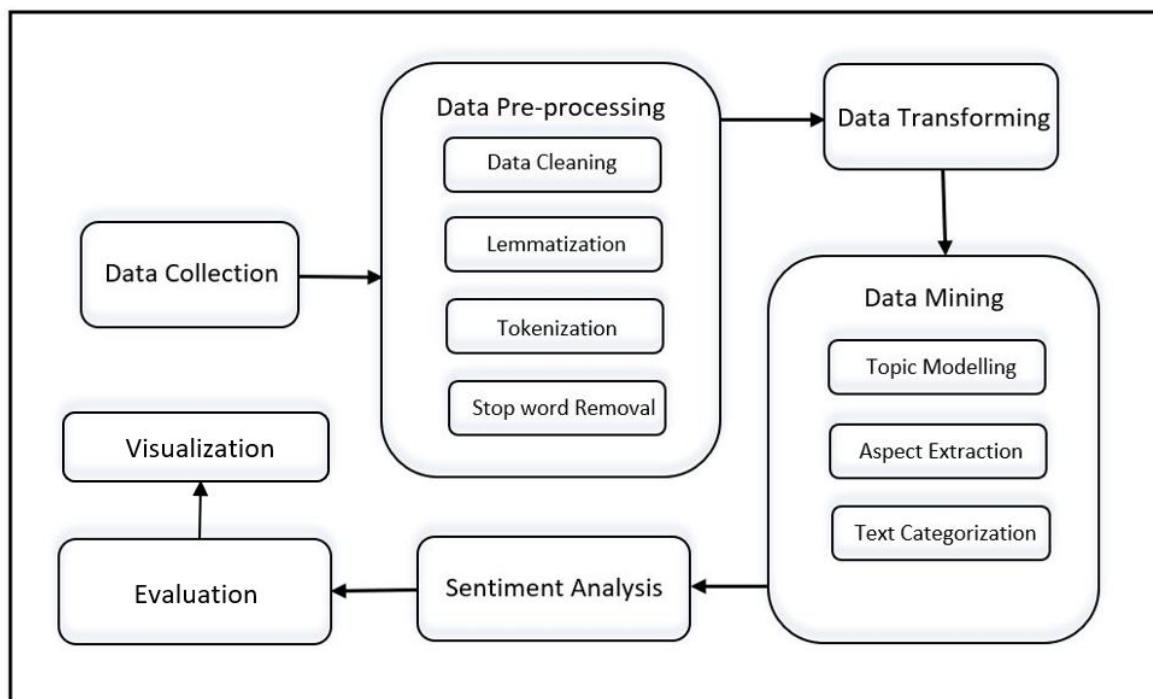 Data Collection
Data Pre-processing
Data Cleaning
Lemmatization
Tokenization
Stop word Removal
Data Transforming
Data Mining
Topic Modelling
Aspect Extraction
Text Categorization
Sentiment Analysis
Evaluation
Visualization